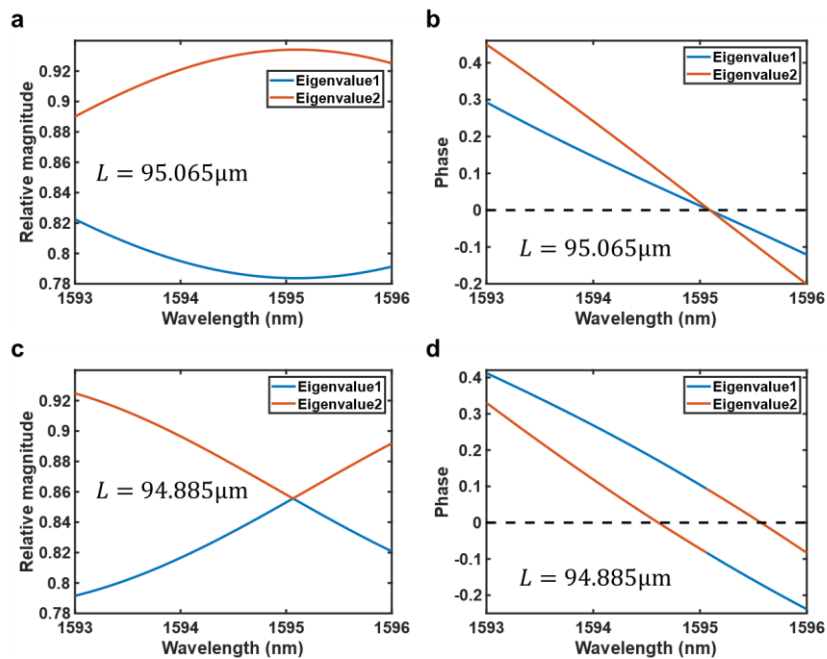 a
0.92
0.9
0.88
0.86
0.84
0.82
0.8
0.78
Relative magnitude
Eigenvalue1
Eigenvalue2
L = 95.065μm
1593
1594
1595
1596
Wavelength (nm)
b
0.4
0.3
0.2
0.1
0
-0.1
-0.2
Phase
Eigenvalue1
Eigenvalue2
L = 95.065μm
1593
1594
1595
1596
Wavelength (nm)
c
0.92
0.9
0.88
0.86
0.84
0.82
0.8
0.78
Relative magnitude
Eigenvalue1
Eigenvalue2
L = 94.885μm
1593
1594
1595
1596
Wavelength (nm)
d
0.4
0.3
0.2
0.1
0
-0.1
-0.2
Phase
Eigenvalue1
Eigenvalue2
L = 94.885μm
1593
1594
1595
1596
Wavelength (nm)